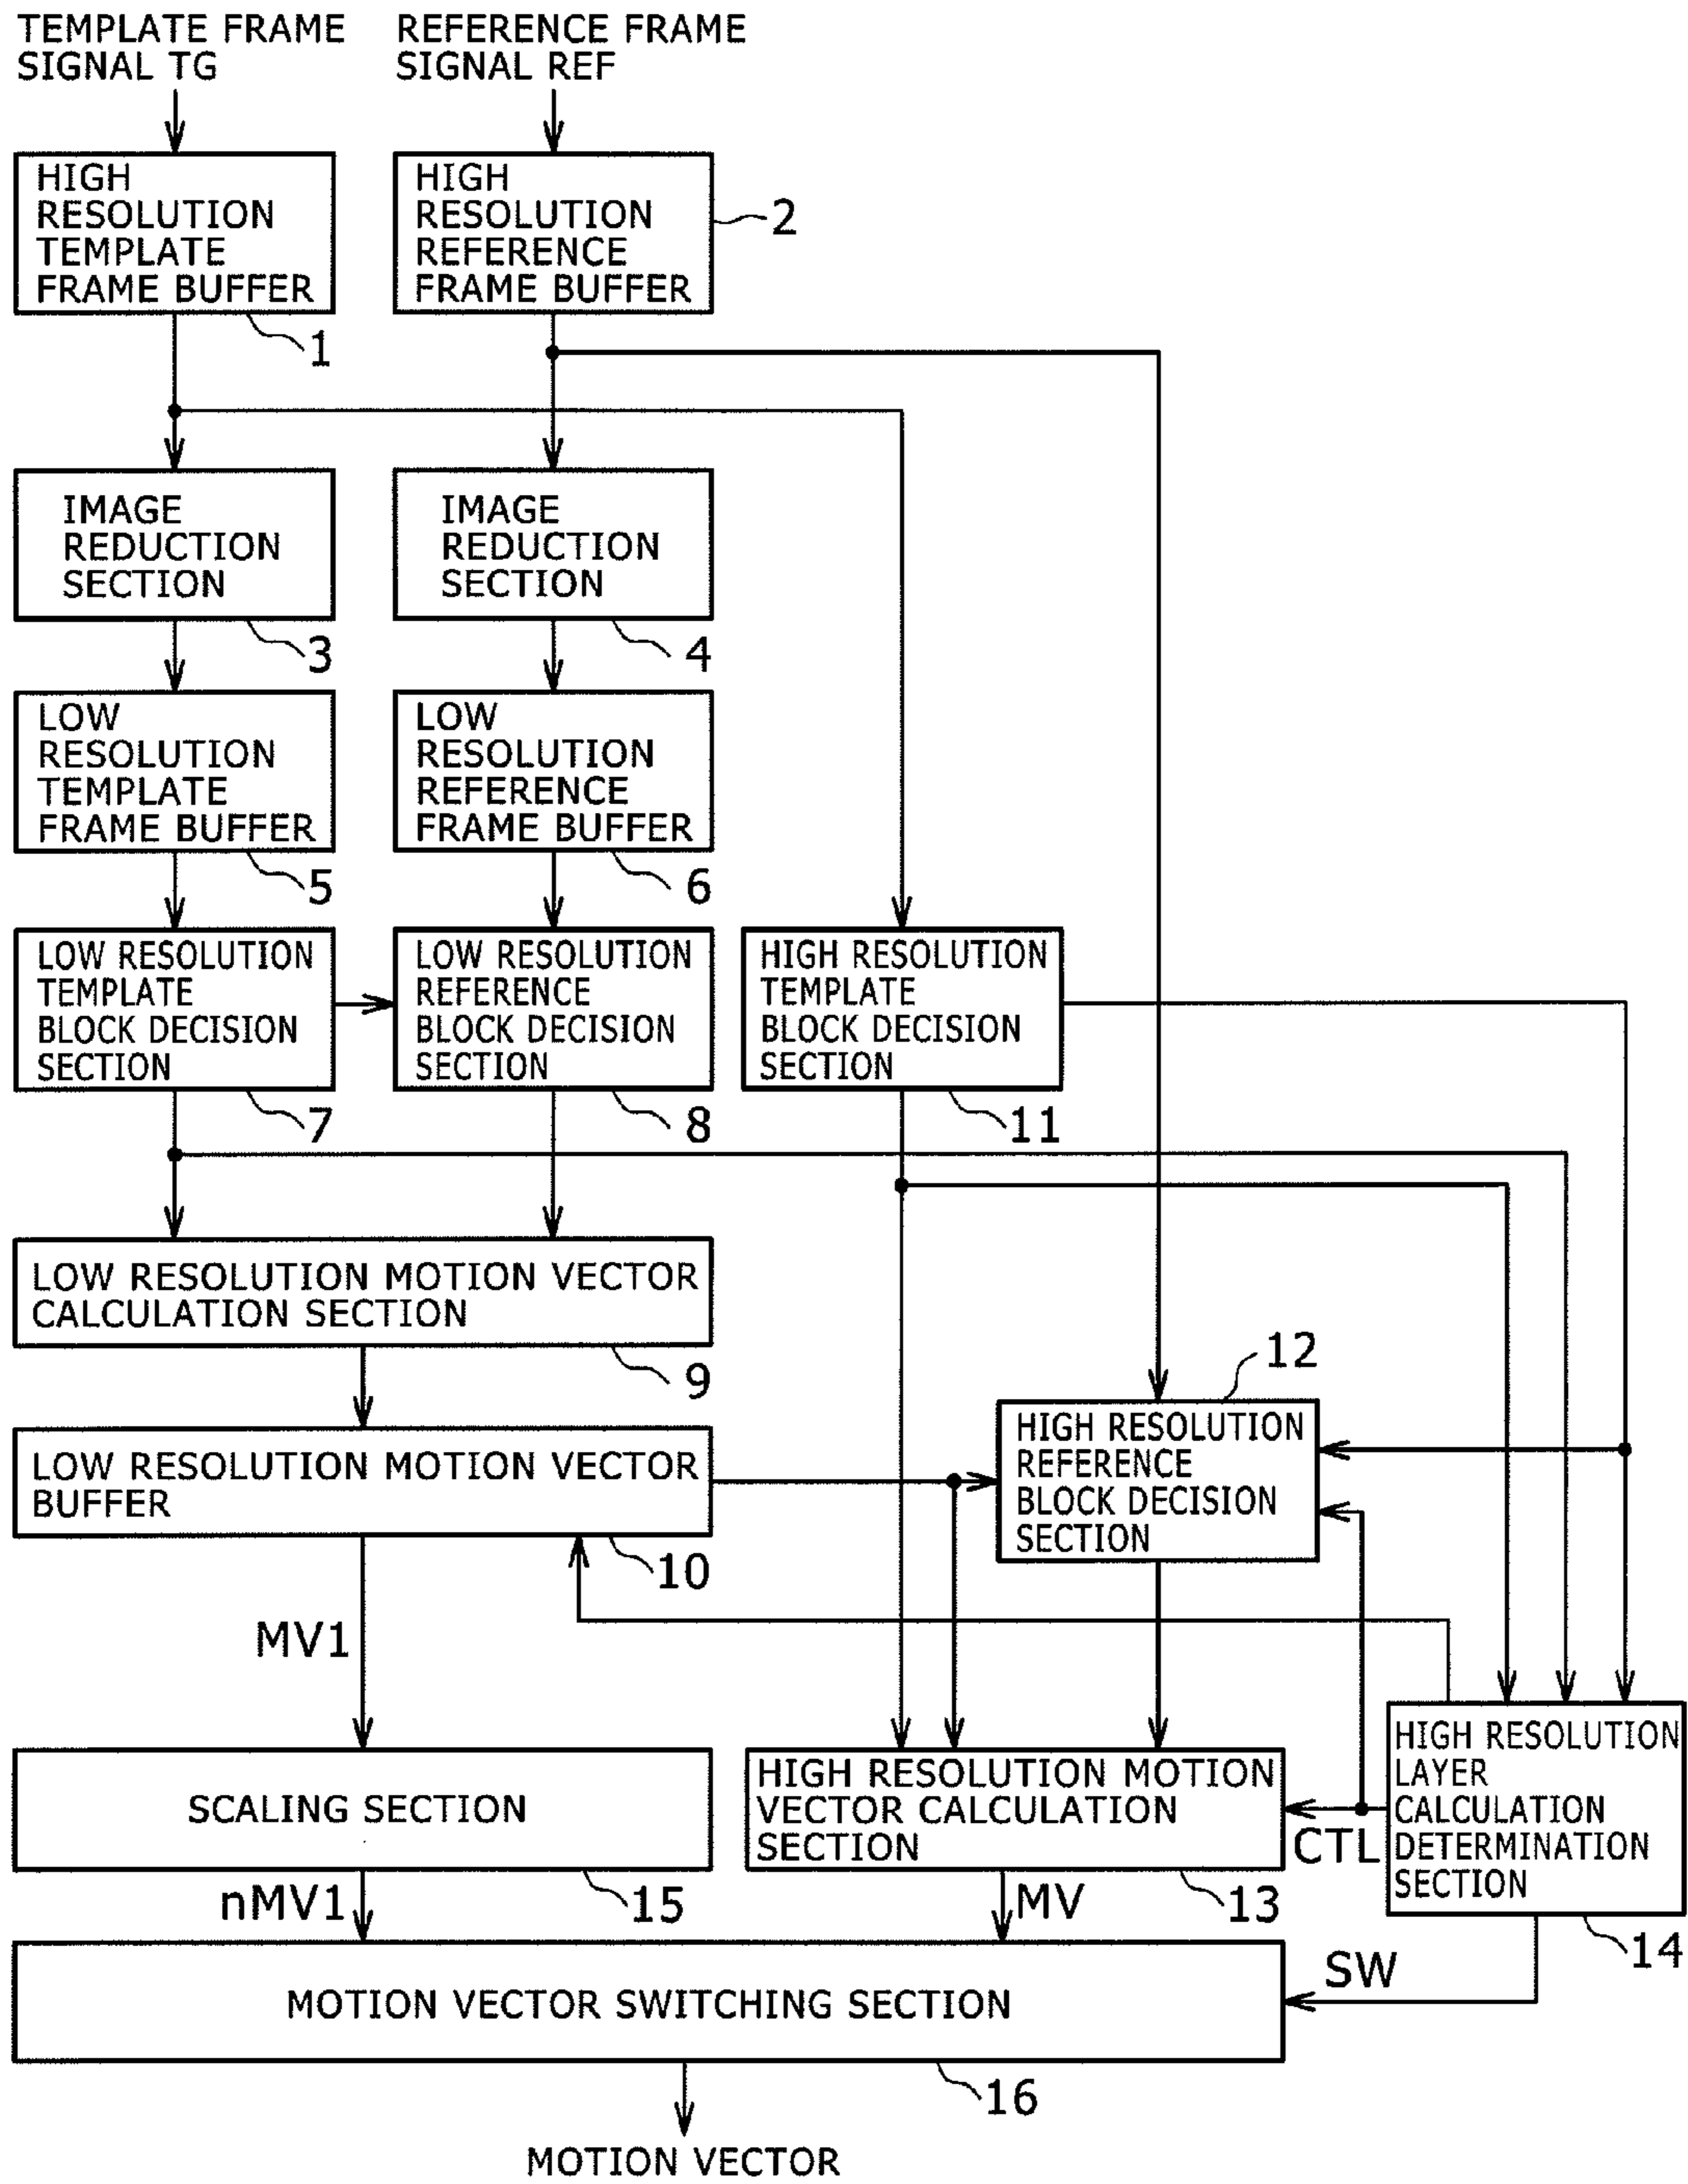 TEMPLATE FRAME
SIGNAL TG
REFERENCE FRAME
SIGNAL REF
HIGH
RESOLUTION
TEMPLATE
FRAME BUFFER
1
HIGH
RESOLUTION
REFERENCE
FRAME BUFFER
2
IMAGE
REDUCTION
SECTION
3
IMAGE
REDUCTION
SECTION
4
LOW
RESOLUTION
TEMPLATE
FRAME BUFFER
5
LOW
RESOLUTION
REFERENCE
FRAME BUFFER
6
LOW RESOLUTION
TEMPLATE
BLOCK DECISION
SECTION
7
LOW RESOLUTION
REFERENCE
BLOCK DECISION
SECTION
8
HIGH RESOLUTION
TEMPLATE
BLOCK DECISION
SECTION
11
LOW RESOLUTION MOTION VECTOR
CALCULATION SECTION
9
12
HIGH RESOLUTION
REFERENCE
BLOCK DECISION
SECTION
LOW RESOLUTION MOTION VECTOR
BUFFER
10
MV1
SCALING SECTION
15
HIGH RESOLUTION MOTION
VECTOR CALCULATION
SECTION
13
CTL
HIGH RESOLUTION
LAYER
CALCULATION
DETERMINATION
SECTION
14
nMV1
MV
SW
MOTION VECTOR SWITCHING SECTION
16
MOTION VECTOR